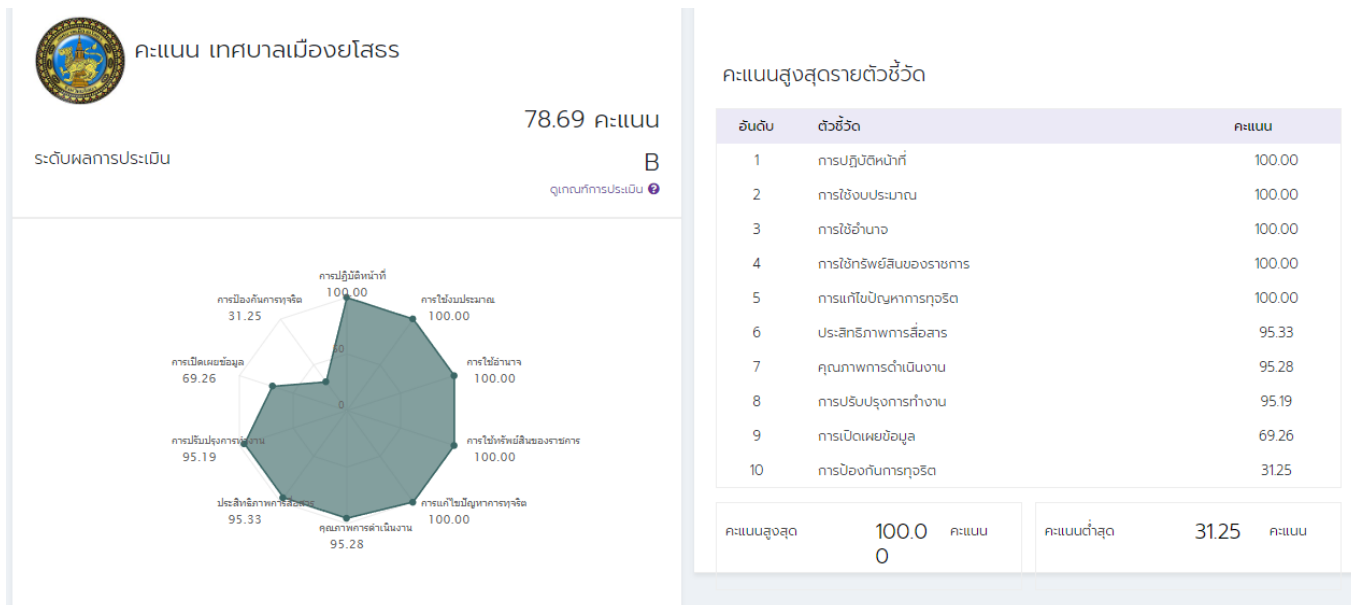 คะแนน เทศบาลเมืองยโสธร
78.69 คะแนน
ระดับผลการประเมิน
B
ดูเกณฑ์การประเมิน
การปฏิบัติหน้าที่
100.00
การป้องกันการทุจริต
31.25
การใช้งบประมาณ
100.00
50
การเปิดเผยข้อมูล
69.26
การใช้อำนาจ
100.00
0
การปรับปรุงการทำงาน
95.19
การใช้ทรัพย์สินของราชการ
100.00
ประสิทธิภาพการสื่อสาร
95.33
การแก้ไขปัญหาการทุจริต
100.00
คุณภาพการดำเนินงาน
95.28
คะแนนสูงสุดรายตัวชี้วัด
อันดับ ตัวชี้วัด คะแนน
1 การปฏิบัติหน้าที่ 100.00
2 การใช้งบประมาณ 100.00
3 การใช้อำนาจ 100.00
4 การใช้ทรัพย์สินของราชการ 100.00
5 การแก้ไขปัญหาการทุจริต 100.00
6 ประสิทธิภาพการสื่อสาร 95.33
7 คุณภาพการดำเนินงาน 95.28
8 การปรับปรุงการทำงาน 95.19
9 การเปิดเผยข้อมูล 69.26
10 การป้องกันการทุจริต 31.25
คะแนนสูงสุด 100.0 คะแนน
0
คะแนนต่ำสุด 31.25 คะแนน